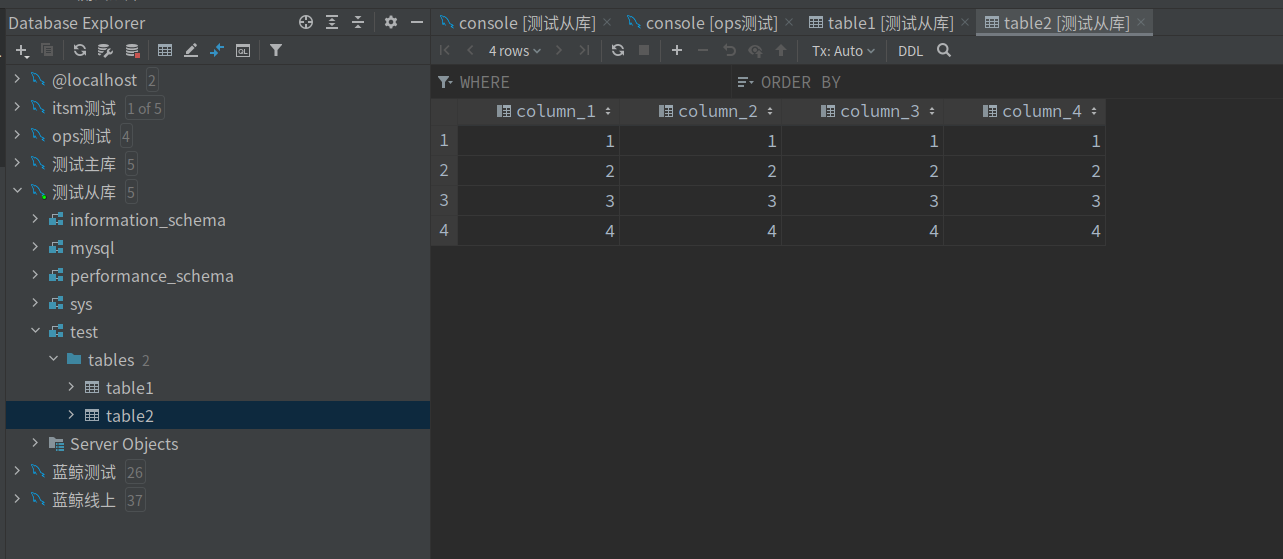 Database Explorer
@localhost 2
itsm测试 1 of 5
ops测试 4
测试主库 5
测试从库 5
information_schema
mysql
performance_schema
sys
test
tables 2
table1
table2
Server Objects
蓝鲸测试 26
蓝鲸线上 37
console [测试从库] console [ops测试] table1 [测试从库] table2 [测试从库]
4 rows Tx: Auto DDL
WHERE ORDER BY
column_1 column_2 column_3 column_4
1 1 1 1 1
2 2 2 2 2
3 3 3 3 3
4 4 4 4 4